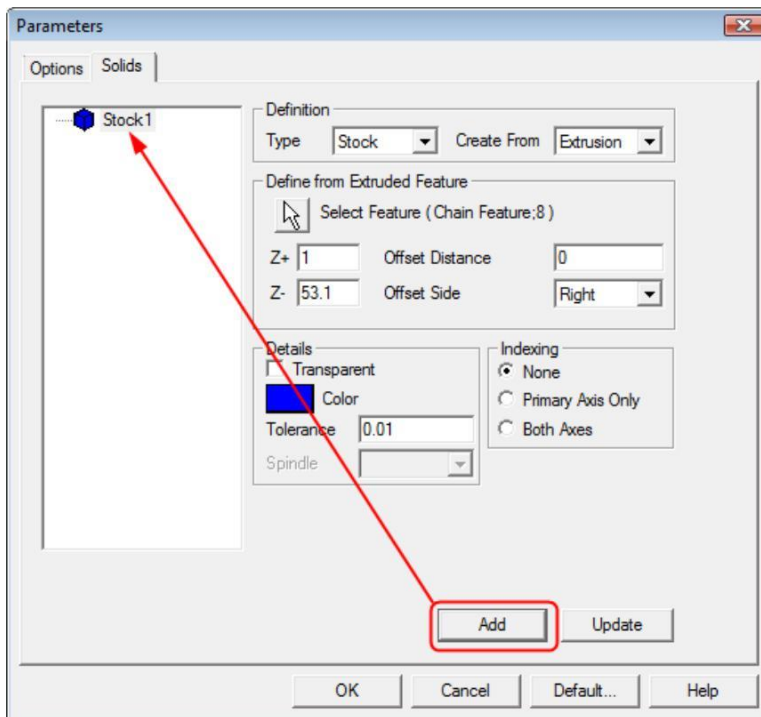 Parameters
Options Solids
Stock1
Definition
Type Stock Create From Extrusion
Define from Extruded Feature
Select Feature ( Chain Feature;8 )
Z+ 1 Offset Distance 0
Z- 53.1 Offset Side Right
Details
Transparent
Color
Tolerance 0.01
Spindle
Indexing
None
Primary Axis Only
Both Axes
Add Update
OK Cancel Default... Help